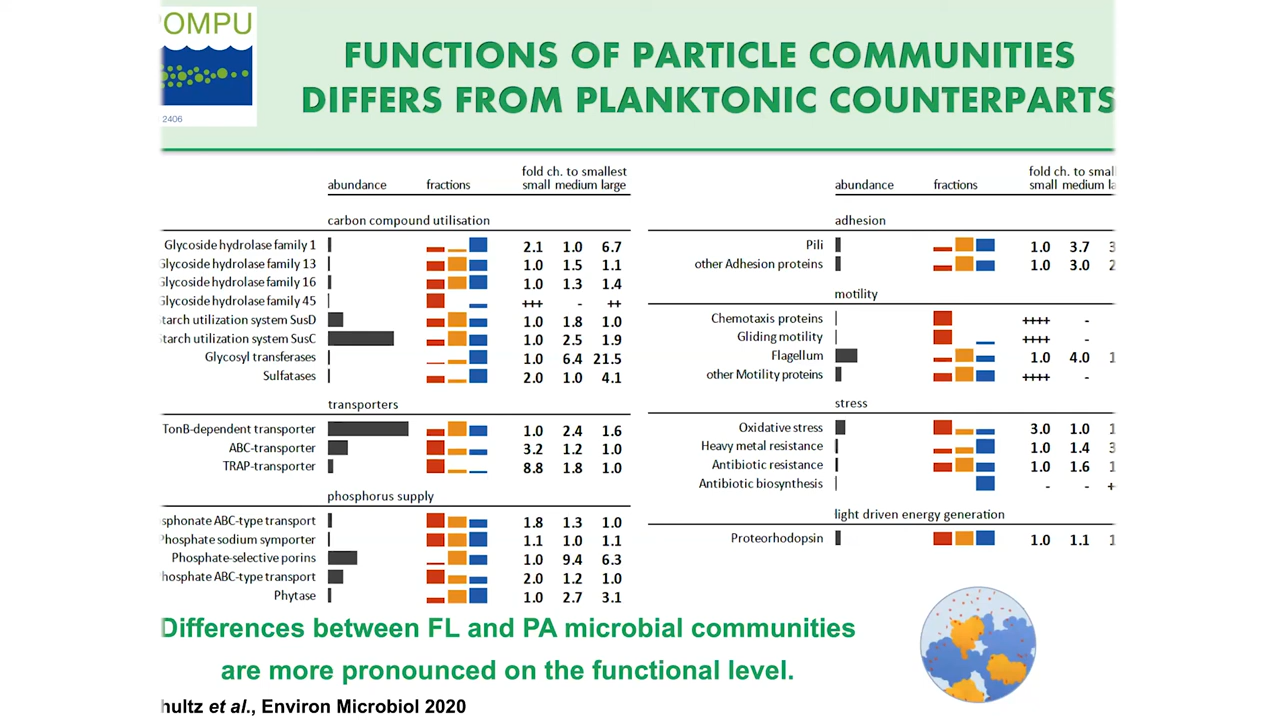 OMPU
2406
FUNCTIONS OF PARTICLE COMMUNITIES
DIFFERS FROM PLANKTONIC COUNTERPARTS
abundance fractions fold ch. to smallest
small medium large
carbon compound utilisation
Glycoside hydrolase family 1 2.1 1.0 6.7
Glycoside hydrolase family 13 1.0 1.5 1.1
Glycoside hydrolase family 16 1.0 1.3 1.4
Glycoside hydrolase family 45 +++ - ++
tarch utilization system SusD 1.0 1.8 1.0
tarch utilization system SusC 1.0 2.5 1.9
Glycosyl transferases 1.0 6.4 21.5
Sulfatases 2.0 1.0 4.1
transporters
TonB-dependent transporter 1.0 2.4 1.6
ABC-transporter 3.2 1.2 1.0
TRAP-transporter 8.8 1.8 1.0
phosphorus supply
sphonate ABC-type transport 1.8 1.3 1.0
Phosphate sodium symporter 1.1 1.0 1.1
Phosphate-selective porins 1.0 9.4 6.3
hosphate ABC-type transport 2.0 1.2 1.0
Phytase 1.0 2.7 3.1
abundance fractions fold ch. to smal
small medium la
adhesion
Pili 1.0 3.7 3
other Adhesion proteins 1.0 3.0 2
motility
Chemotaxis proteins ++++ -
Gliding motility ++++ -
Flagellum 1.0 4.0 1
other Motility proteins ++++ -
stress
Oxidative stress 3.0 1.0 1
Heavy metal resistance 1.0 1.4 3
Antibiotic resistance 1.0 1.6 1
Antibiotic biosynthesis - - +
light driven energy generation
Proteorhodopsin 1.0 1.1 1
Differences between FL and PA microbial communities
are more pronounced on the functional level.
hultz et al., Environ Microbiol 2020